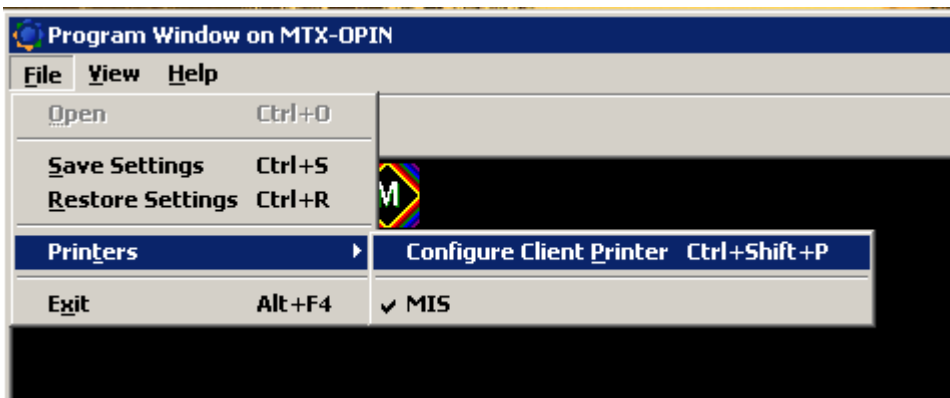 Program Window on MTX-OPIN
File View Help
Open Ctrl+O
Save Settings Ctrl+S
Restore Settings Ctrl+R
M
Printers Configure Client Printer Ctrl+Shift+P
Exit Alt+F4 MIS